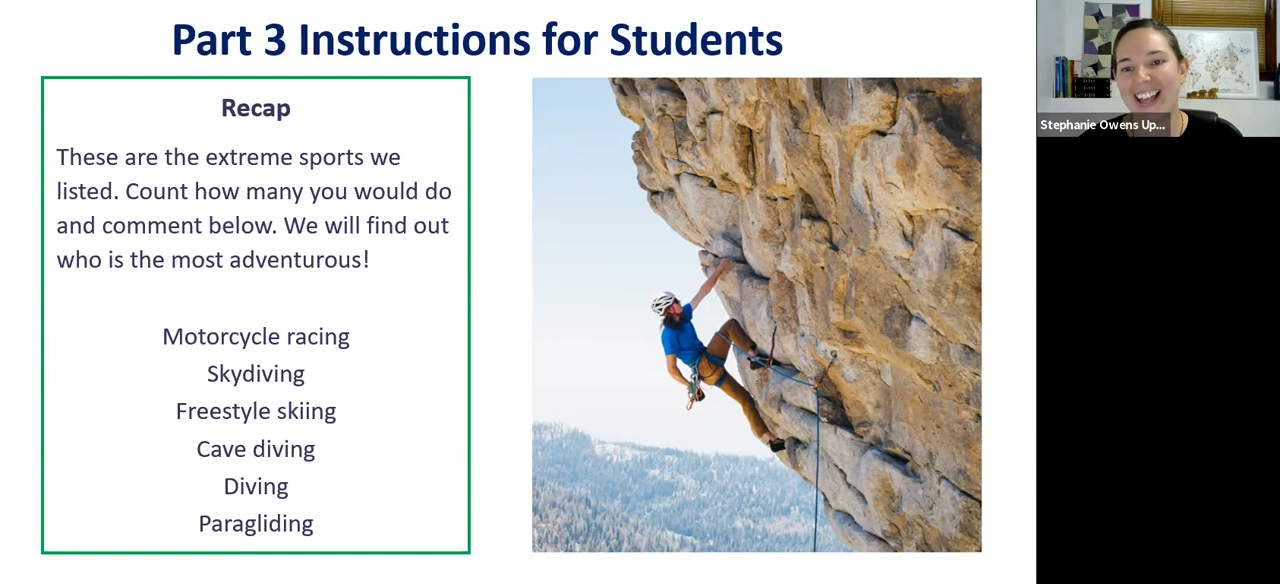 Part 3 Instructions for Students
Recap
These are the extreme sports we
listed. Count how many you would do
and comment below. We will find out
who is the most adventurous!
Motorcycle racing
Skydiving
Freestyle skiing
Cave diving
Diving
Paragliding
Stephanie Owens Up...